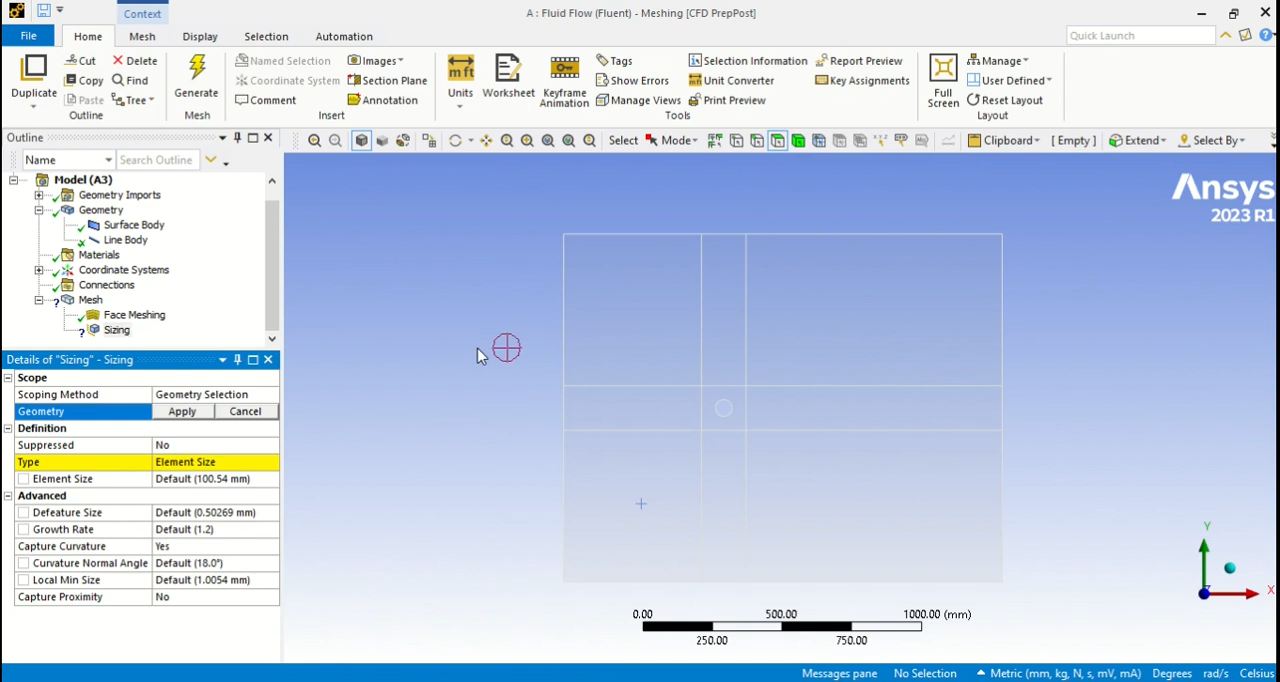 Context
A : Fluid Flow (Fluent) - Meshing [CFD PrepPost]
File Home Mesh Display Selection Automation Quick Launch
Duplicate
Cut Delete
Copy Find
Paste Tree
Outline
Generate
Mesh
Named Selection Images
Coordinate System Section Plane
Comment Annotation
Insert
Units Worksheet Keyframe Animation
Tags
Show Errors
Manage Views
Selection Information Report Preview
Unit Converter Key Assignments
Print Preview
Tools
Full Screen
Manage
User Defined
Reset Layout
Layout
Outline
Name Search Outline
Select Mode Clipboard [ Empty ] Extend Select By
Model (A3)
Geometry Imports
Geometry
Surface Body
Line Body
Materials
Coordinate Systems
Connections
Mesh
Face Meshing
Sizing
Details of "Sizing" - Sizing
Scope
Scoping Method Geometry Selection
Geometry Apply Cancel
Definition
Suppressed No
Type Element Size
Element Size Default (100.54 mm)
Advanced
Defeature Size Default (0.50269 mm)
Growth Rate Default (1.2)
Capture Curvature Yes
Curvature Normal Angle Default (18.0°)
Local Min Size Default (1.0054 mm)
Capture Proximity No
Ansys
2023 R1
Y
X
0.00 500.00 1000.00 (mm)
250.00 750.00
Messages pane No Selection Metric (mm, kg, N, s, mV, mA) Degrees rad/s Celsius